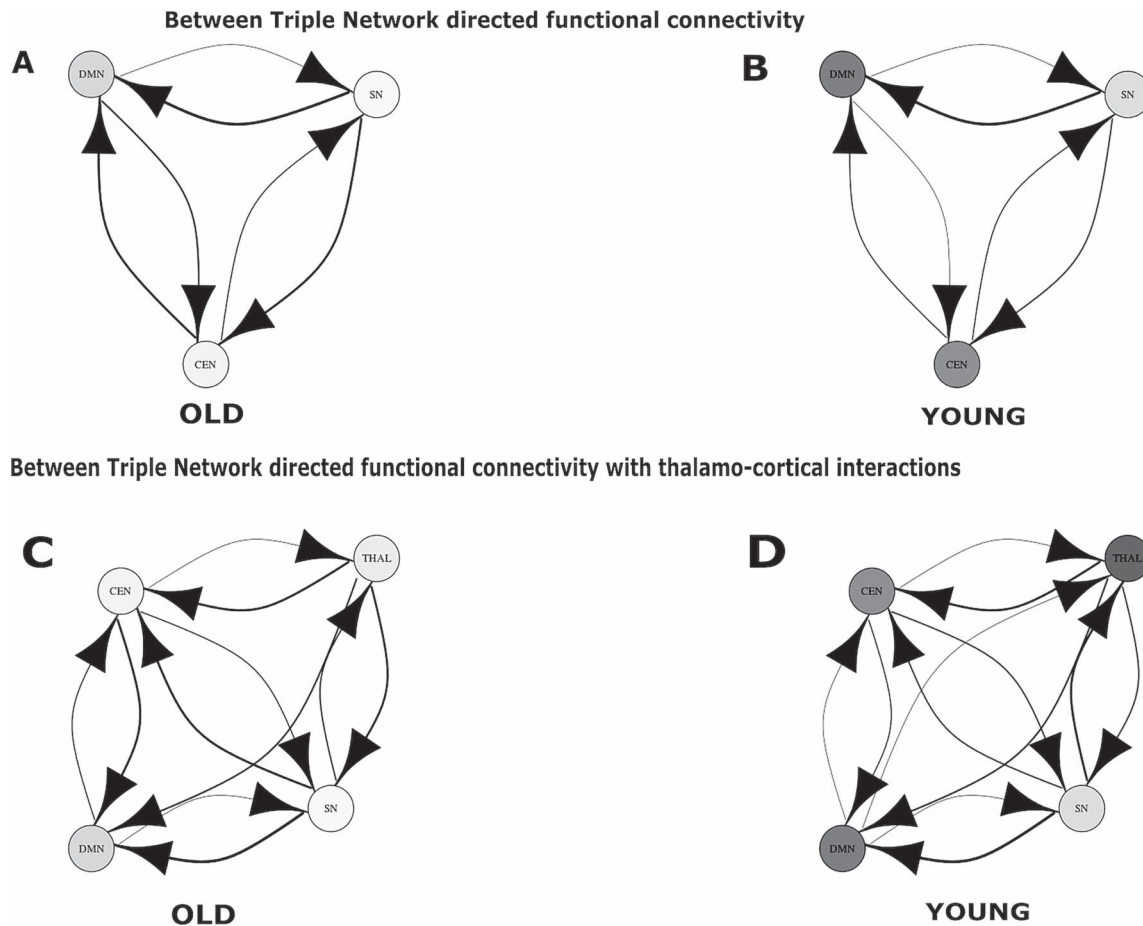 Between Triple Network directed functional connectivity
A
DMN
SN
CEN
OLD
B
DMN
SN
CEN
YOUNG
Between Triple Network directed functional connectivity with thalamo-cortical interactions
C
THAL
CEN
SN
DMN
OLD
D
THAL
CEN
SN
DMN
YOUNG